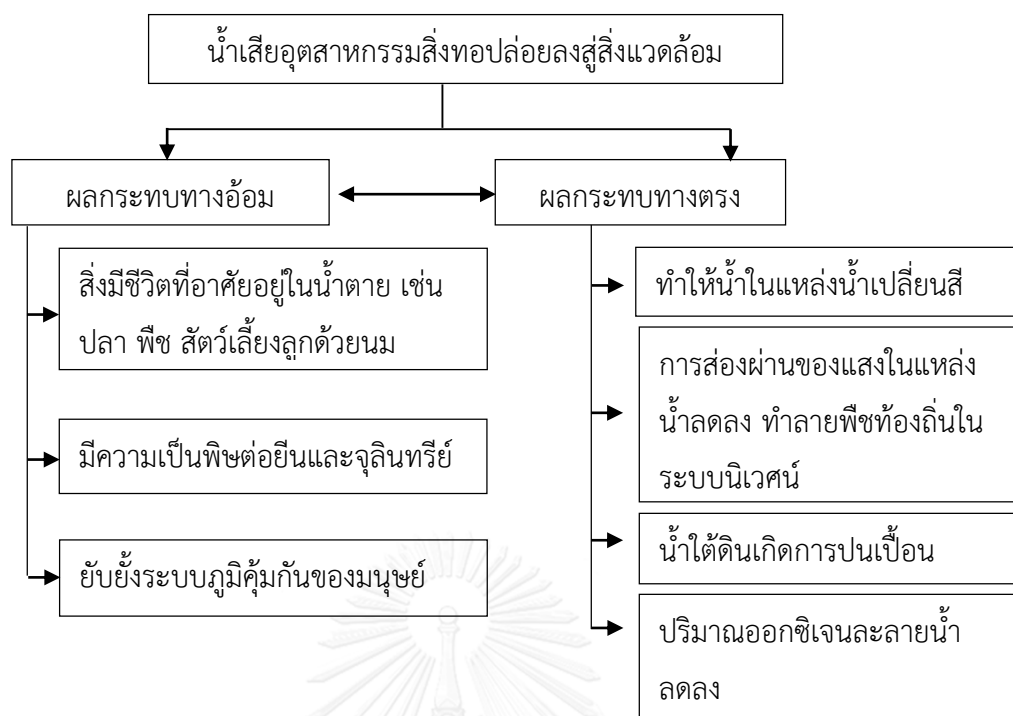 น้ำเสียอุตสาหกรรมสิ่งทอปล่อยลงสู่สิ่งแวดล้อม
ผลกระทบทางอ้อม
ผลกระทบทางตรง
สิ่งมีชีวิตที่อาศัยอยู่ในน้ำตาย เช่น
ปลา พืช สัตว์เลี้ยงลูกด้วยนม
มีความเป็นพิษต่อยีนและจุลินทรีย์
ยับยั้งระบบภูมิคุ้มกันของมนุษย์
ทำให้น้ำในแหล่งน้ำเปลี่ยนสี
การส่องผ่านของแสงในแหล่ง
น้ำลดลง ทำลายพืชท้องถิ่นใน
ระบบนิเวศน์
น้ำใต้ดินเกิดการปนเปื้อน
ปริมาณออกซิเจนละลายน้ำ
ลดลง